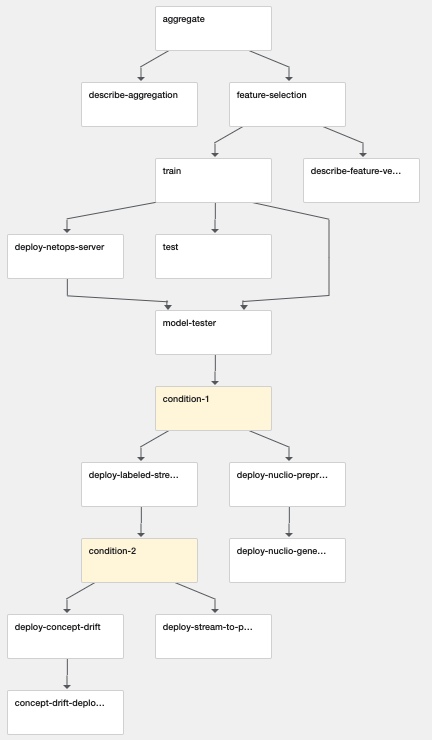 aggregate
describe-aggregation
feature-selection
train
describe-feature-ve...
deploy-netops-server
test
model-tester
condition-1
deploy-labeled-stre...
deploy-nuclio-prepr...
condition-2
deploy-nuclio-gene...
deploy-concept-drift
deploy-stream-to-p...
concept-drift-deplo...